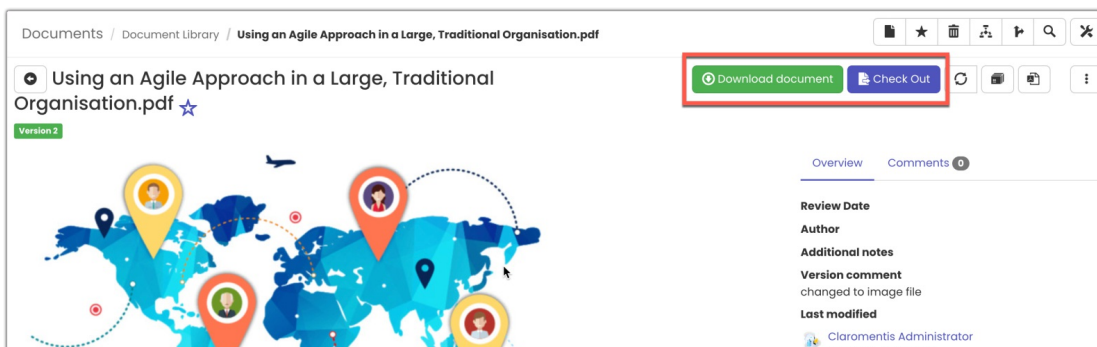 Documents / Document Library / Using an Agile Approach in a Large, Traditional Organisation.pdf
Using an Agile Approach in a Large, Traditional
Organisation.pdf
Download document
Check Out
Version 2
Overview
Comments 0
Review Date
Author
Additional notes
Version comment
changed to image file
Last modified
Claromentis Administrator